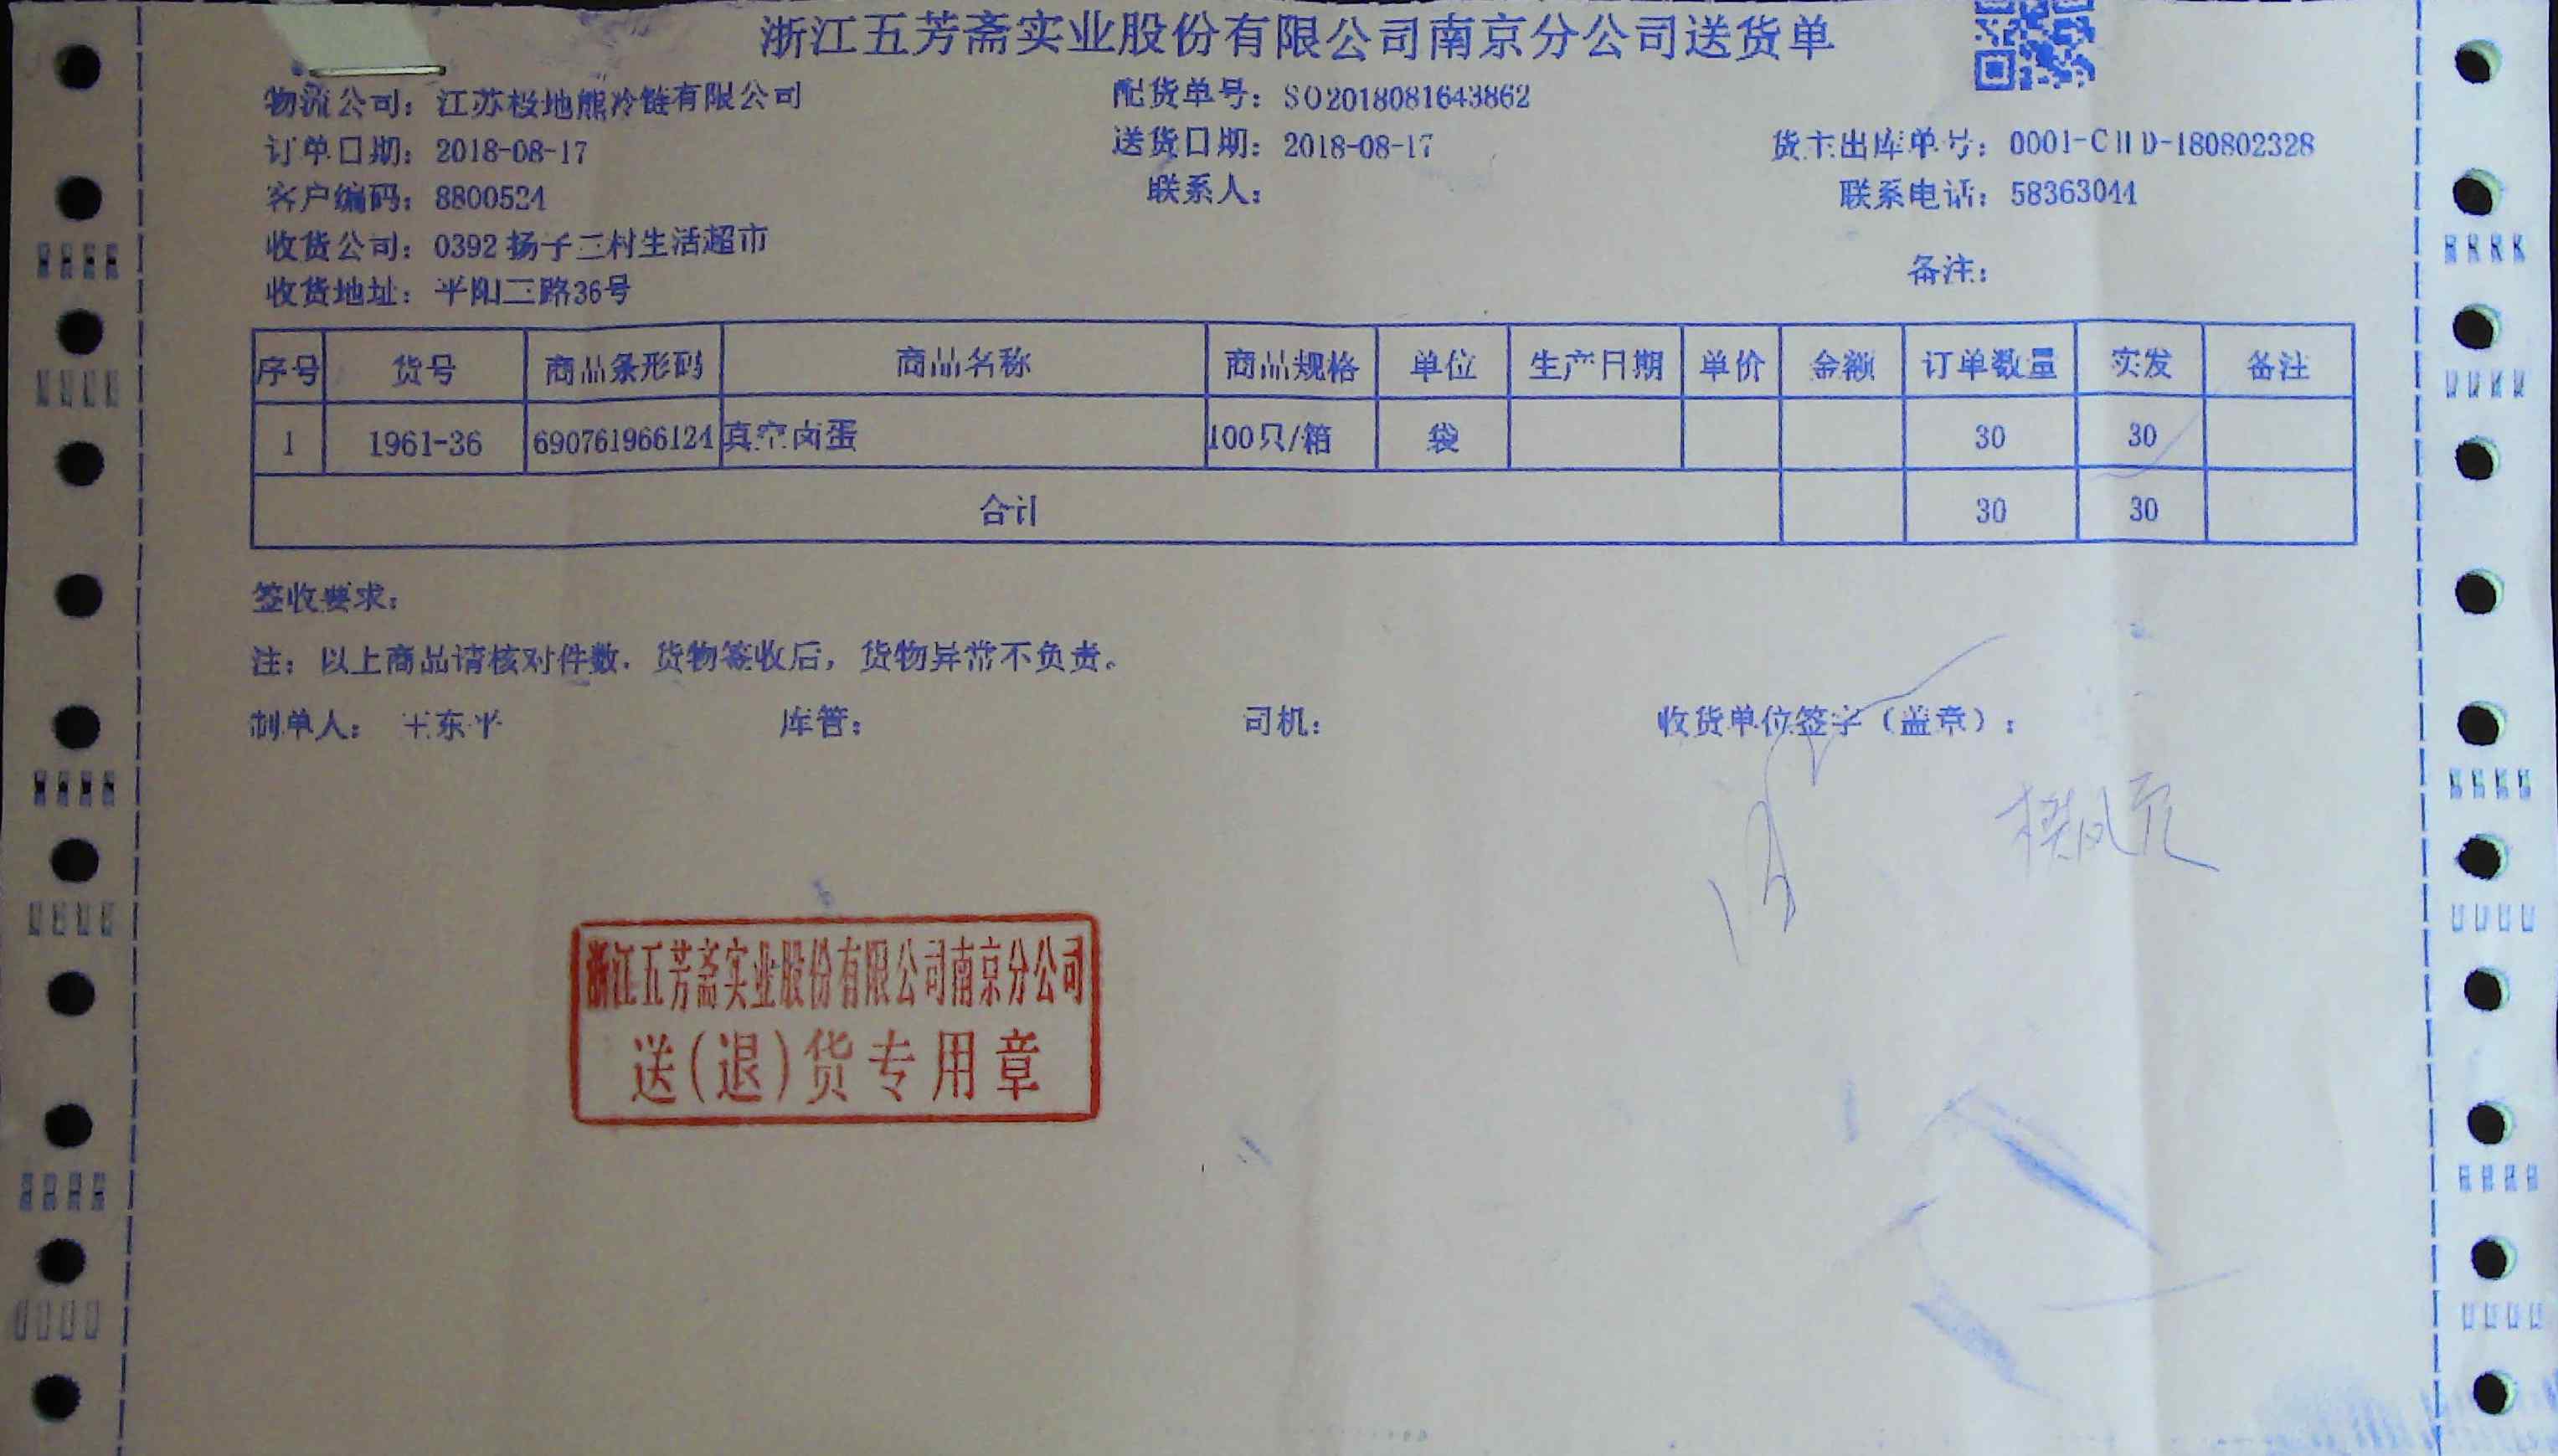 浙江五芳斋实业股份有限公司南京分公司送货单
物流公司：江苏极地熊冷链有限公司 配货单号：SO2018081643862
订单日期：2018-08-17 送货日期：2018-08-17 货主出库单号：0001-CHD-180802328
客户编码：8800524 联系人： 联系电话：58363044
收货公司：0392 扬子二村生活超市
收货地址：平阳三路36号 备注：
序号 货号 商品条形码 商品名称 商品规格 单位 生产日期 单价 金额 订单数量 实发 备注
1 1961-36 690761966124 真空卤蛋 100只/箱 袋 30 30
合计 30 30
签收要求：
注：以上商品请核对件数，货物签收后，货物异常不负责。
制单人：王东平 库管： 司机： 收货单位签字（盖章）：
浙江五芳斋实业股份有限公司南京分公司
送(退)货专用章